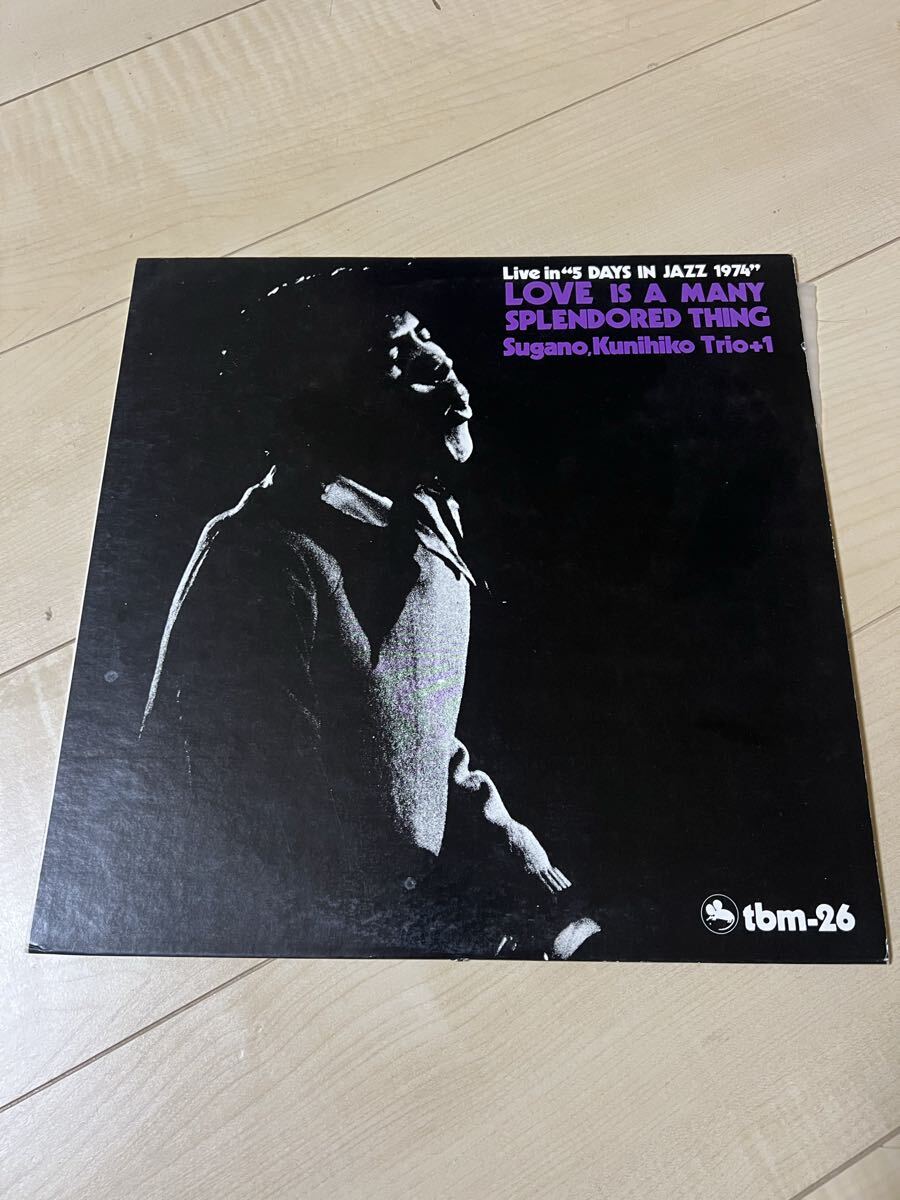 Live in “5 DAYS IN JAZZ 1974”
LOVE IS A MANY
SPLENDORED THING
Sugano, Kunihiko Trio+1
tbm-26